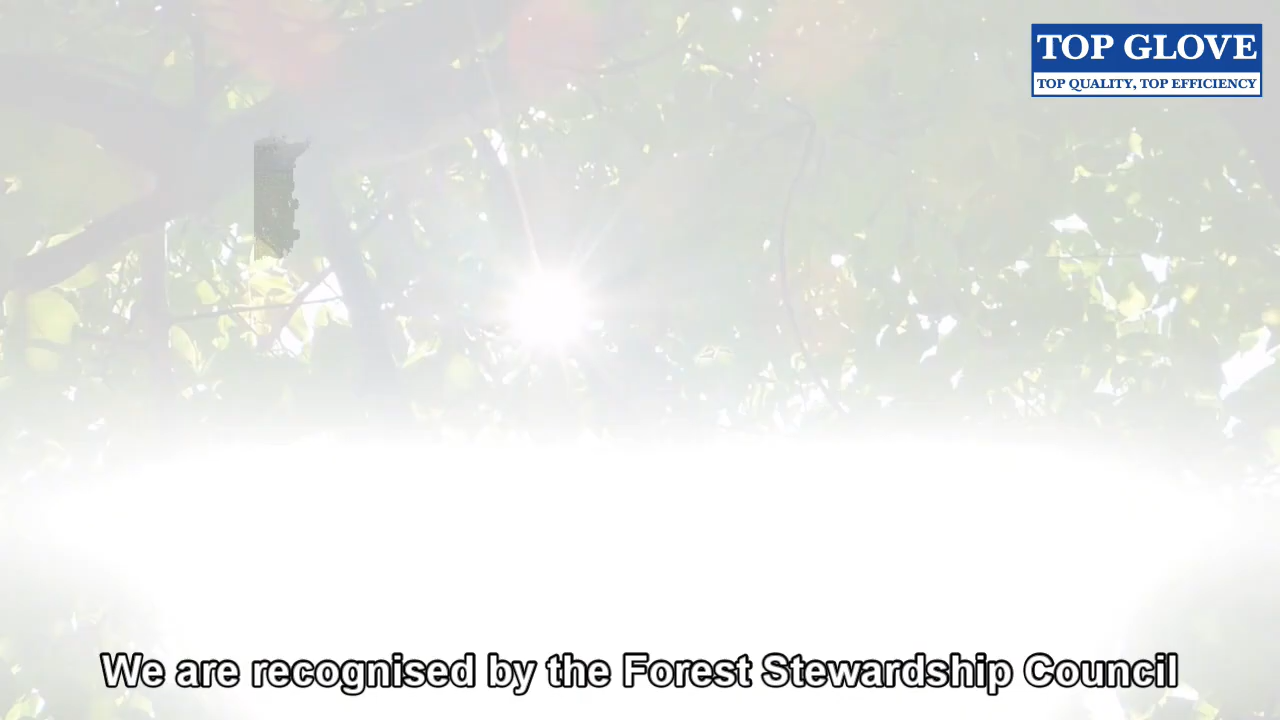 TOP GLOVE
TOP QUALITY, TOP EFFICIENCY
We are recognised by the Forest Stewardship Council